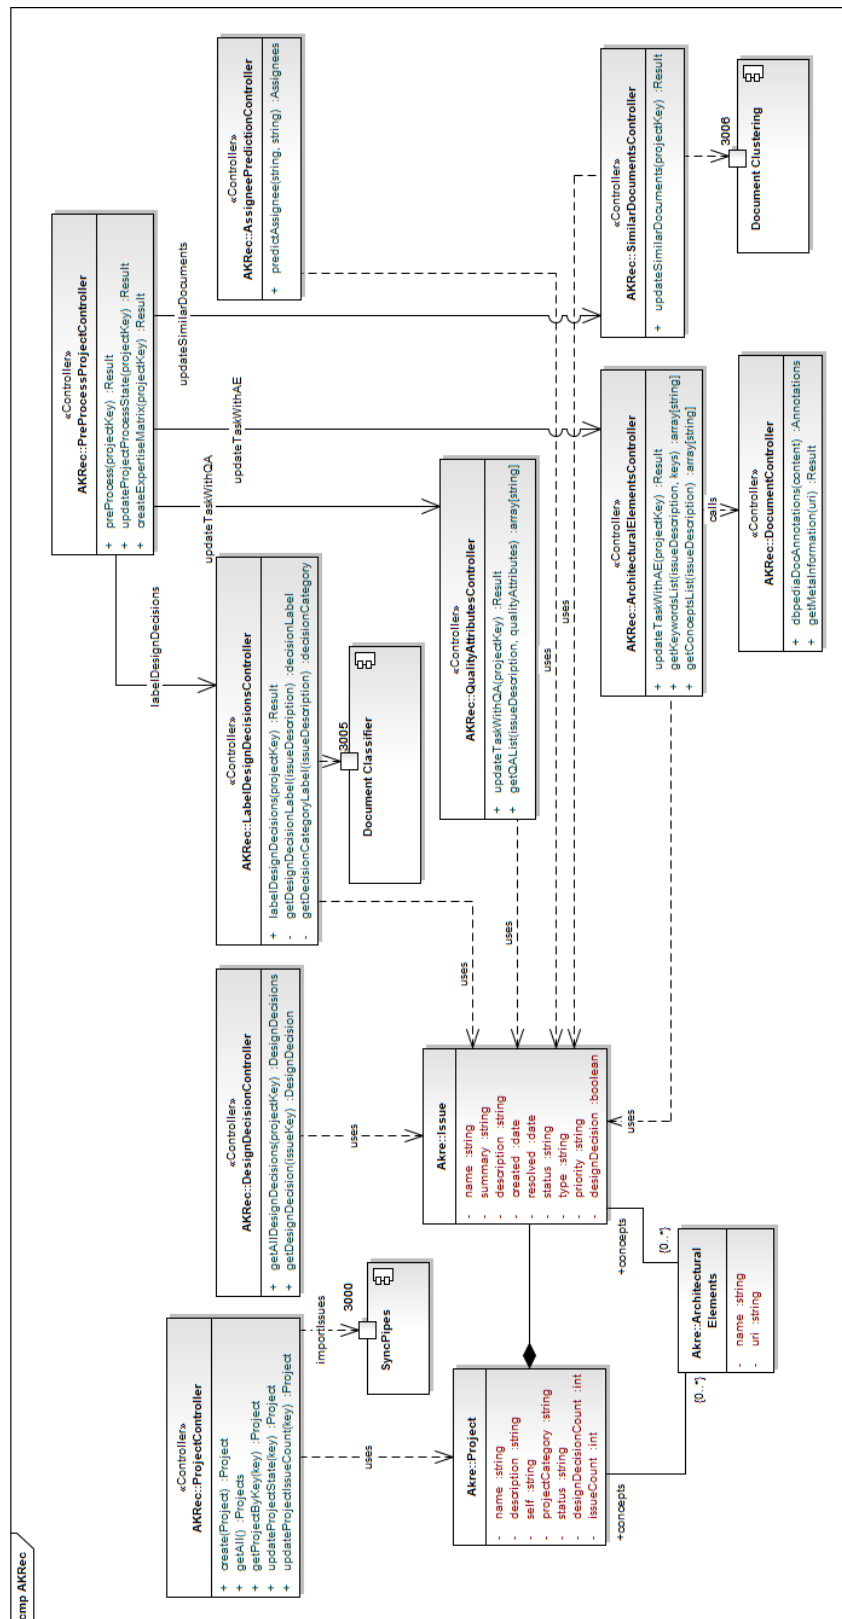 cmp AKRec
«Controller»
AKRec::ProjectController
+ create(Project) :Project
+ getAll() :Projects
+ getProjectByKey(key) :Project
+ updateProjectState(key) :Project
+ updateProjectIssueCount(key) :Project
uses
importIssues
3000
SyncPipes
Akre::Project
- name :string
- description :string
- self :string
- projectCategory :string
- status :string
- designDecisionCount :int
- issueCount :int
+concepts
{0..*}
Akre::Architectural
Elements
- name :string
- uri :string
+concepts
{0..*}
«Controller»
AKRec::DesignDecisionController
+ getAllDesignDecisions(projectKey) :DesignDecisions
+ getDesignDecision(issueKey) :DesignDecision
uses
Akre::Issue
- name :string
- summary :string
- description :string
- created :date
- resolved :date
- status :string
- type :string
- priority :string
- designDecision :boolean
uses
uses
uses
uses
uses
«Controller»
AKRec::LabelDesignDecisionsController
+ labelDesignDecisions(projectKey) :Result
- getDesignDecisionLabel(issueDescription) :decisionLabel
- getDecisionCategoryLabel(issueDescription) :decisionCategory
3005
Document Classifier
«Controller»
AKRec::QualityAttributesController
+ updateTaskWithQA(projectKey) :Result
+ getQAList(issueDescription, qualityAttributes) :array[string]
«Controller»
AKRec::ArchitecturalElementsController
+ updateTaskWithAE(projectKey) :Result
+ getKeywordsList(issueDescription, keys) :array[string]
+ getConceptsList(issueDescription) :array[string]
calls
«Controller»
AKRec::DocumentController
+ dbpediaDocAnnotations(content) :Annotations
+ getMetaInformation(uri) :Result
«Controller»
AKRec::PreProcessProjectController
+ preProcess(projectKey) :Result
+ updateProjectProcessState(projectKey) :Result
+ createExpertiseMatrix(projectKey) :Result
labelDesignDecisions
updateTaskWithQA
updateTaskWithAE
updateSimilarDocuments
«Controller»
AKRec::AssigneePredictionController
+ predictAssignee(string, string) :Assignees
«Controller»
AKRec::SimilarDocumentsController
+ updateSimilarDocuments(projectKey) :Result
3006
Document Clustering